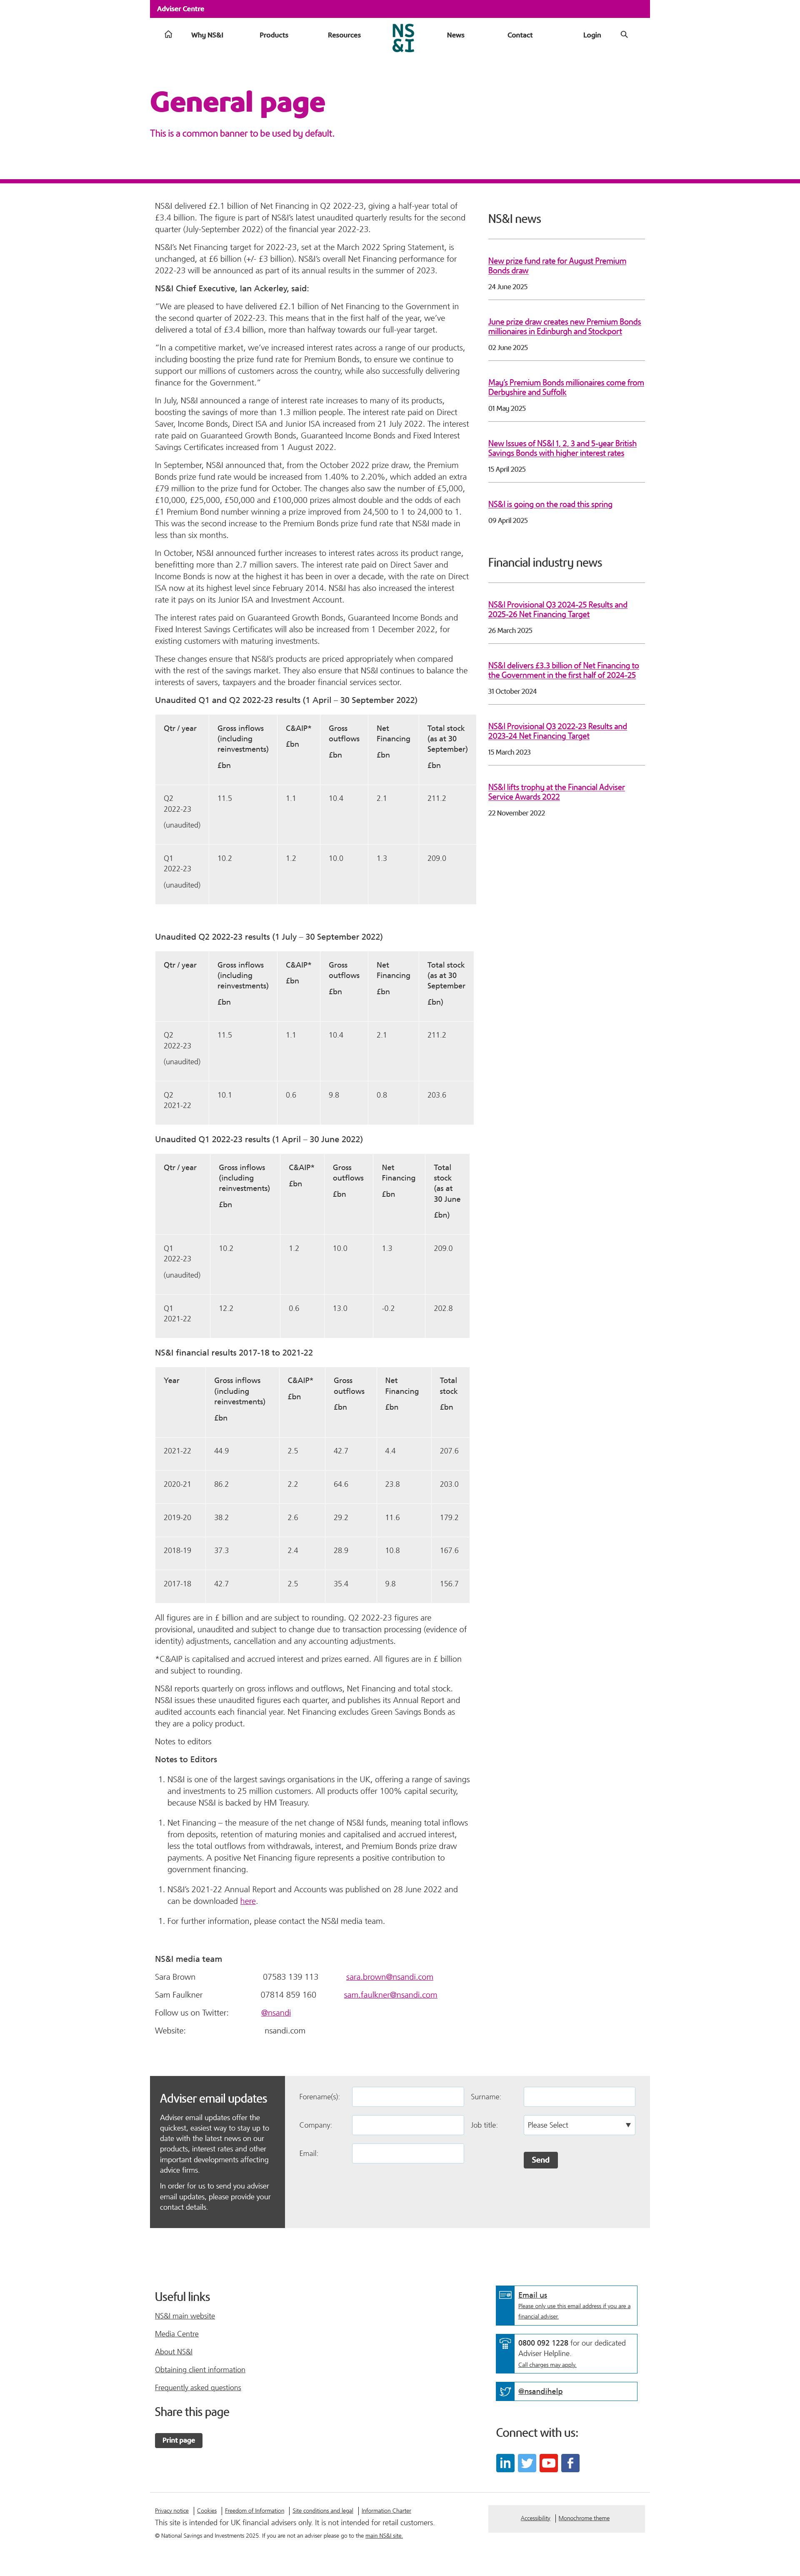 Adviser Centre
Why NS&I
Products
Resources
NS
&I
News
Contact
Login
General page
This is a common banner to be used by default.
NS&I delivered £2.1 billion of Net Financing in Q2 2022-23, giving a half-year total of
£3.4 billion. The figure is part of NS&I's latest unaudited quarterly results for the second
quarter (July-September 2022) of the financial year 2022-23.
NS&I's Net Financing target for 2022-23, set at the March 2022 Spring Statement, is
unchanged, at £6 billion (+/- £3 billion). NS&I's overall Net Financing performance for
2022-23 will be announced as part of its annual results in the summer of 2023.
NS&I Chief Executive, Ian Ackerley, said:
“We are pleased to have delivered £2.1 billion of Net Financing to the Government in
the second quarter of 2022-23. This means that in the first half of the year, we've
delivered a total of £3.4 billion, more than halfway towards our full-year target.
“In a competitive market, we've increased interest rates across a range of our products,
including boosting the prize fund rate for Premium Bonds, to ensure we continue to
support our millions of customers across the country, while also successfully delivering
finance for the Government.”
In July, NS&I announced a range of interest rate increases to many of its products,
boosting the savings of more than 1.3 million people. The interest rate paid on Direct
Saver, Income Bonds, Direct ISA and Junior ISA increased from 21 July 2022. The interest
rate paid on Guaranteed Growth Bonds, Guaranteed Income Bonds and Fixed Interest
Savings Certificates increased from 1 August 2022.
In September, NS&I announced that, from the October 2022 prize draw, the Premium
Bonds prize fund rate would be increased from 1.40% to 2.20%, which added an extra
£79 million to the prize fund for October. The changes also saw the number of £5,000,
£10,000, £25,000, £50,000 and £100,000 prizes almost double and the odds of each
£1 Premium Bond number winning a prize improved from 24,500 to 1 to 24,000 to 1.
This was the second increase to the Premium Bonds prize fund rate that NS&I made in
less than six months.
In October, NS&I announced further increases to interest rates across its product range,
benefitting more than 2.7 million savers. The interest rate paid on Direct Saver and
Income Bonds is now at the highest it has been in over a decade, with the rate on Direct
ISA now at its highest level since February 2014. NS&I has also increased the interest
rate it pays on its Junior ISA and Investment Account.
The interest rates paid on Guaranteed Growth Bonds, Guaranteed Income Bonds and
Fixed Interest Savings Certificates will also be increased from 1 December 2022, for
existing customers with maturing investments.
These changes ensure that NS&I's products are priced appropriately when compared
with the rest of the savings market. They also ensure that NS&I continues to balance the
interests of savers, taxpayers and the broader financial services sector.
Unaudited Q1 and Q2 2022-23 results (1 April – 30 September 2022)
Qtr / year | Gross inflows (including reinvestments) £bn | C&AIP* £bn | Gross outflows £bn | Net Financing £bn | Total stock (as at 30 September) £bn
Q2 2022-23 (unaudited) | 11.5 | 1.1 | 10.4 | 2.1 | 211.2
Q1 2022-23 (unaudited) | 10.2 | 1.2 | 10.0 | 1.3 | 209.0
Unaudited Q2 2022-23 results (1 July – 30 September 2022)
Qtr / year | Gross inflows (including reinvestments) £bn | C&AIP* £bn | Gross outflows £bn | Net Financing £bn | Total stock (as at 30 September £bn)
Q2 2022-23 (unaudited) | 11.5 | 1.1 | 10.4 | 2.1 | 211.2
Q2 2021-22 | 10.1 | 0.6 | 9.8 | 0.8 | 203.6
Unaudited Q1 2022-23 results (1 April – 30 June 2022)
Qtr / year | Gross inflows (including reinvestments) £bn | C&AIP* £bn | Gross outflows £bn | Net Financing £bn | Total stock (as at 30 June £bn)
Q1 2022-23 (unaudited) | 10.2 | 1.2 | 10.0 | 1.3 | 209.0
Q1 2021-22 | 12.2 | 0.6 | 13.0 | -0.2 | 202.8
NS&I financial results 2017-18 to 2021-22
Year | Gross inflows (including reinvestments) £bn | C&AIP* £bn | Gross outflows £bn | Net Financing £bn | Total stock £bn
2021-22 | 44.9 | 2.5 | 42.7 | 4.4 | 207.6
2020-21 | 86.2 | 2.2 | 64.6 | 23.8 | 203.0
2019-20 | 38.2 | 2.6 | 29.2 | 11.6 | 179.2
2018-19 | 37.3 | 2.4 | 28.9 | 10.8 | 167.6
2017-18 | 42.7 | 2.5 | 35.4 | 9.8 | 156.7
All figures are in £ billion and are subject to rounding. Q2 2022-23 figures are
provisional, unaudited and subject to change due to transaction processing (evidence of
identity) adjustments, cancellation and any accounting adjustments.
*C&AIP is capitalised and accrued interest and prizes earned. All figures are in £ billion
and subject to rounding.
NS&I reports quarterly on gross inflows and outflows, Net Financing and total stock.
NS&I issues these unaudited figures each quarter, and publishes its Annual Report and
audited accounts each financial year. Net Financing excludes Green Savings Bonds as
they are a policy product.
Notes to editors
Notes to Editors
1. NS&I is one of the largest savings organisations in the UK, offering a range of savings
and investments to 25 million customers. All products offer 100% capital security,
because NS&I is backed by HM Treasury.
1. Net Financing – the measure of the net change of NS&I funds, meaning total inflows
from deposits, retention of maturing monies and capitalised and accrued interest,
less the total outflows from withdrawals, interest, and Premium Bonds prize draw
payments. A positive Net Financing figure represents a positive contribution to
government financing.
1. NS&I's 2021-22 Annual Report and Accounts was published on 28 June 2022 and
can be downloaded here.
1. For further information, please contact the NS&I media team.
NS&I media team
Sara Brown 07583 139 113 sara.brown@nsandi.com
Sam Faulkner 07814 859 160 sam.faulkner@nsandi.com
Follow us on Twitter: @nsandi
Website: nsandi.com
NS&I news
New prize fund rate for August Premium
Bonds draw
24 June 2025
June prize draw creates new Premium Bonds
millionaires in Edinburgh and Stockport
02 June 2025
May's Premium Bonds millionaires come from
Derbyshire and Suffolk
01 May 2025
New Issues of NS&I 1, 2, 3 and 5-year British
Savings Bonds with higher interest rates
15 April 2025
NS&I is going on the road this spring
09 April 2025
Financial industry news
NS&I Provisional Q3 2024-25 Results and
2025-26 Net Financing Target
26 March 2025
NS&I delivers £3.3 billion of Net Financing to
the Government in the first half of 2024-25
31 October 2024
NS&I Provisional Q3 2022-23 Results and
2023-24 Net Financing Target
15 March 2023
NS&I lifts trophy at the Financial Adviser
Service Awards 2022
22 November 2022
Adviser email updates
Adviser email updates offer the
quickest, easiest way to stay up to
date with the latest news on our
products, interest rates and other
important developments affecting
advice firms.
In order for us to send you adviser
email updates, please provide your
contact details.
Forename(s):
Surname:
Company:
Job title:
Please Select
Email:
Send
Useful links
NS&I main website
Media Centre
About NS&I
Obtaining client information
Frequently asked questions
Share this page
Print page
Email us
Please only use this email address if you are a
financial adviser.
0800 092 1228 for our dedicated
Adviser Helpline.
Call charges may apply.
@nsandihelp
Connect with us:
Privacy notice
Cookies
Freedom of Information
Site conditions and legal
Information Charter
This site is intended for UK financial advisers only. It is not intended for retail customers.
© National Savings and Investments 2025. If you are not an adviser please go to the main NS&I site.
Accessibility
Monochrome theme